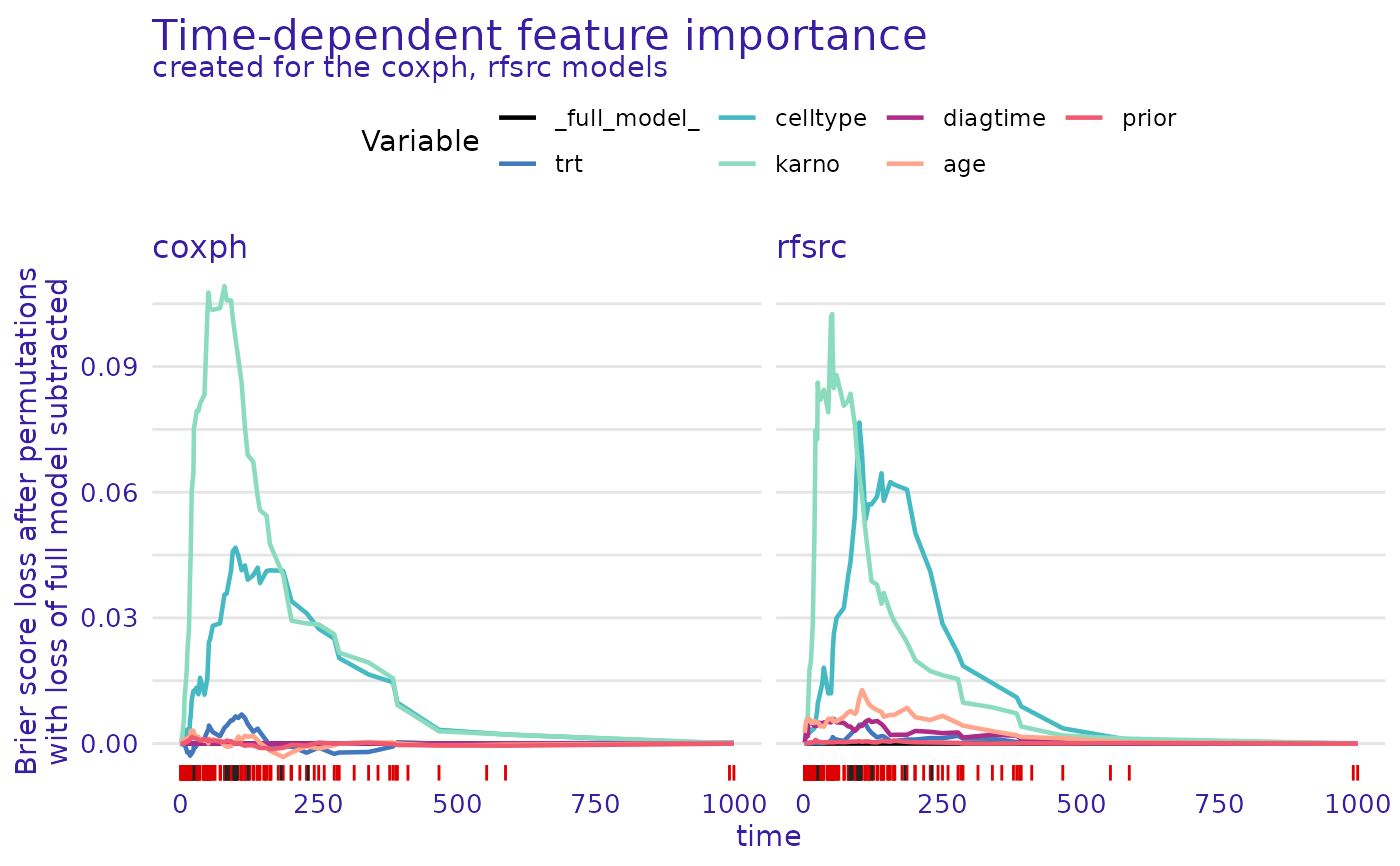 Time-dependent feature importance
created for the coxph, rfsrc models
Variable
_full_model_ celltype diagtime prior
trt karno age
coxph rfsrc
Brier score loss after permutations
with loss of full model subtracted
0.09
0.06
0.03
0.00
0 250 500 750 1000 0 250 500 750 1000
time